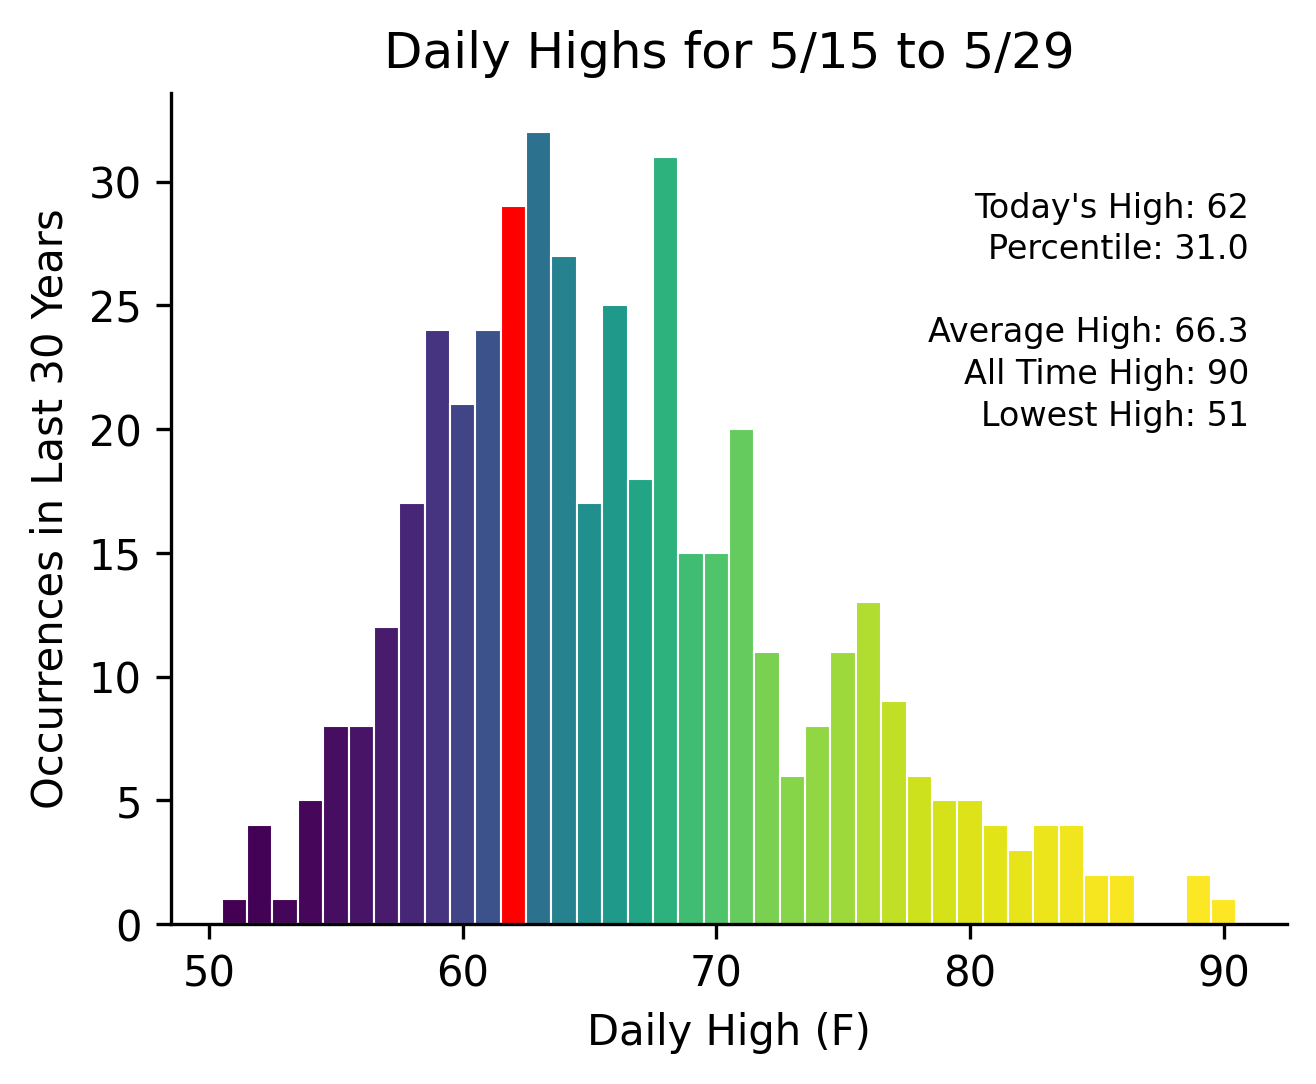 Daily Highs for 5/15 to 5/29
Occurrences in Last 30 Years
30
25
20
15
10
5
0
Today's High: 62
Percentile: 31.0
Average High: 66.3
All Time High: 90
Lowest High: 51
50 60 70 80 90
Daily High (F)